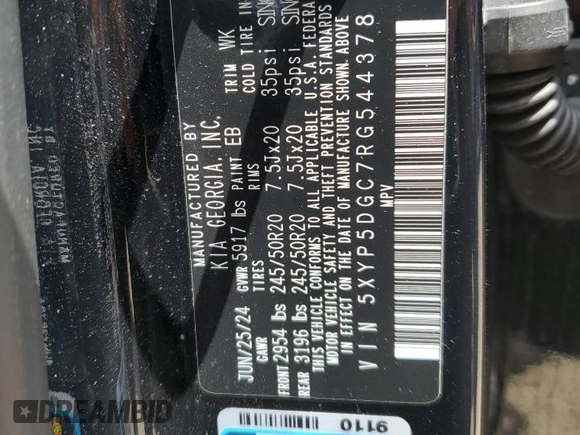 MANUFACTURED BY
KIA GEORGIA, INC.
JUN/25/24 GVWR 5917 lbs PAINT EB TRIM WK
GAWR TIRES RIMS COLD TIRE IN
FRONT 2954 lbs 245/50R20 7.5Jx20 35psi
REAR 3196 lbs 245/50R20 7.5Jx20 35psi
THIS VEHICLE CONFORMS TO ALL APPLICABLE U.S.A. FEDERA
MOTOR VEHICLE SAFETY AND THEFT PREVENTION STANDARDS
IN EFFECT ON THE DATE OF MANUFACTURE SHOWN ABOVE
VIN 5XYP5DGC7RG544378
MPV
9110
DREAMBID